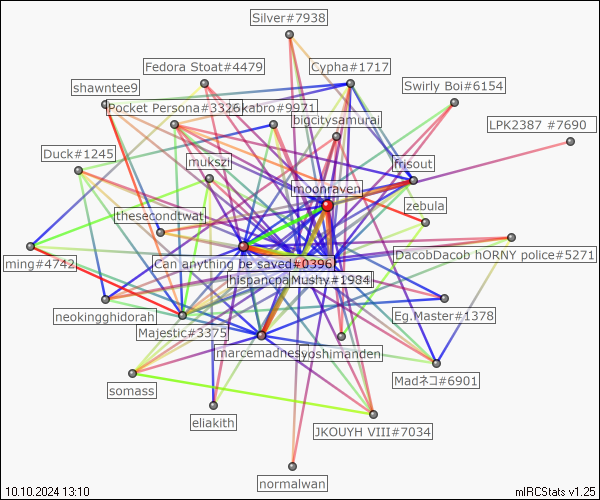 Silver#7938
Fedora Stoat#4479
Cypha#1717
Swirly Boi#6154
shawntee9
Pocket Persona#3326
kabro#9971
bigcitysamurai
LPK2387 #7690
Duck#1245
mukszi
frisout
moonraven
zebula
thesecondtwat
DacobDacob hORNY police#5271
ming#4742
Can anything be saved#0396
Mushy#1984
neokingghidorah
Eg.Master#1378
Majestic#3375
yoshimanden
Madネコ#6901
somass
eliakith
JKOUYH VIII#7034
normalwan
10.10.2024 13:10
mIRCStats v1.25